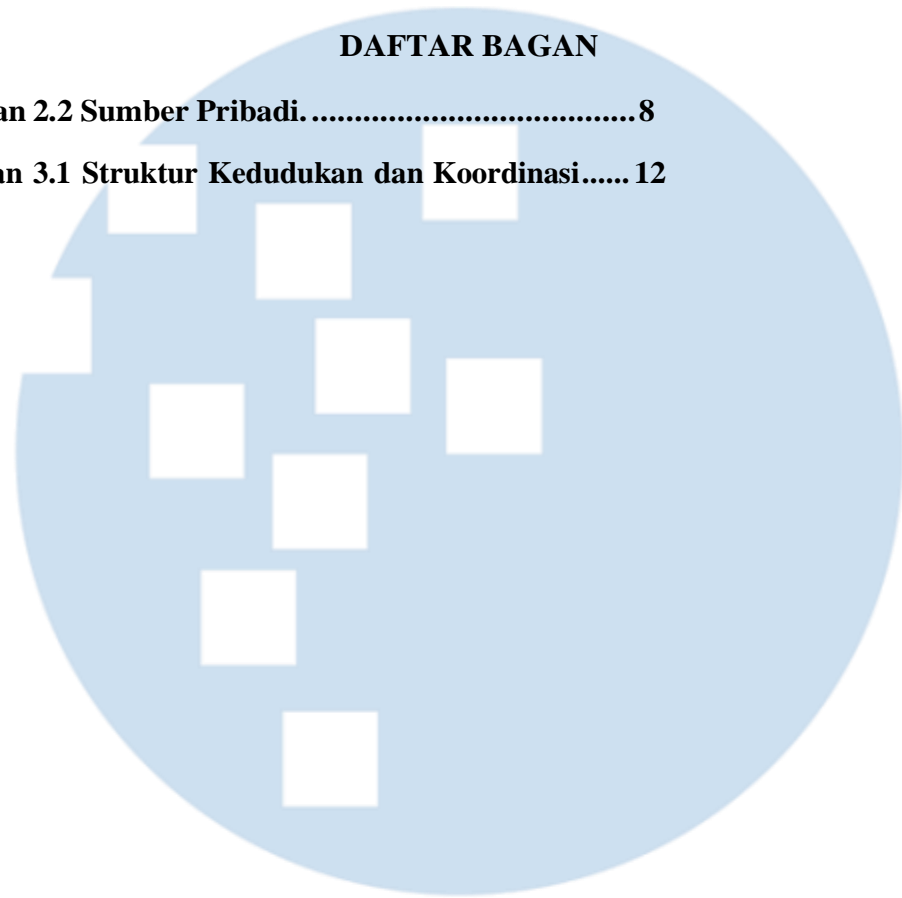 DAFTAR BAGAN
an 2.2 Sumber Pribadi. ......................................8
an 3.1 Struktur Kedudukan dan Koordinasi...... 12